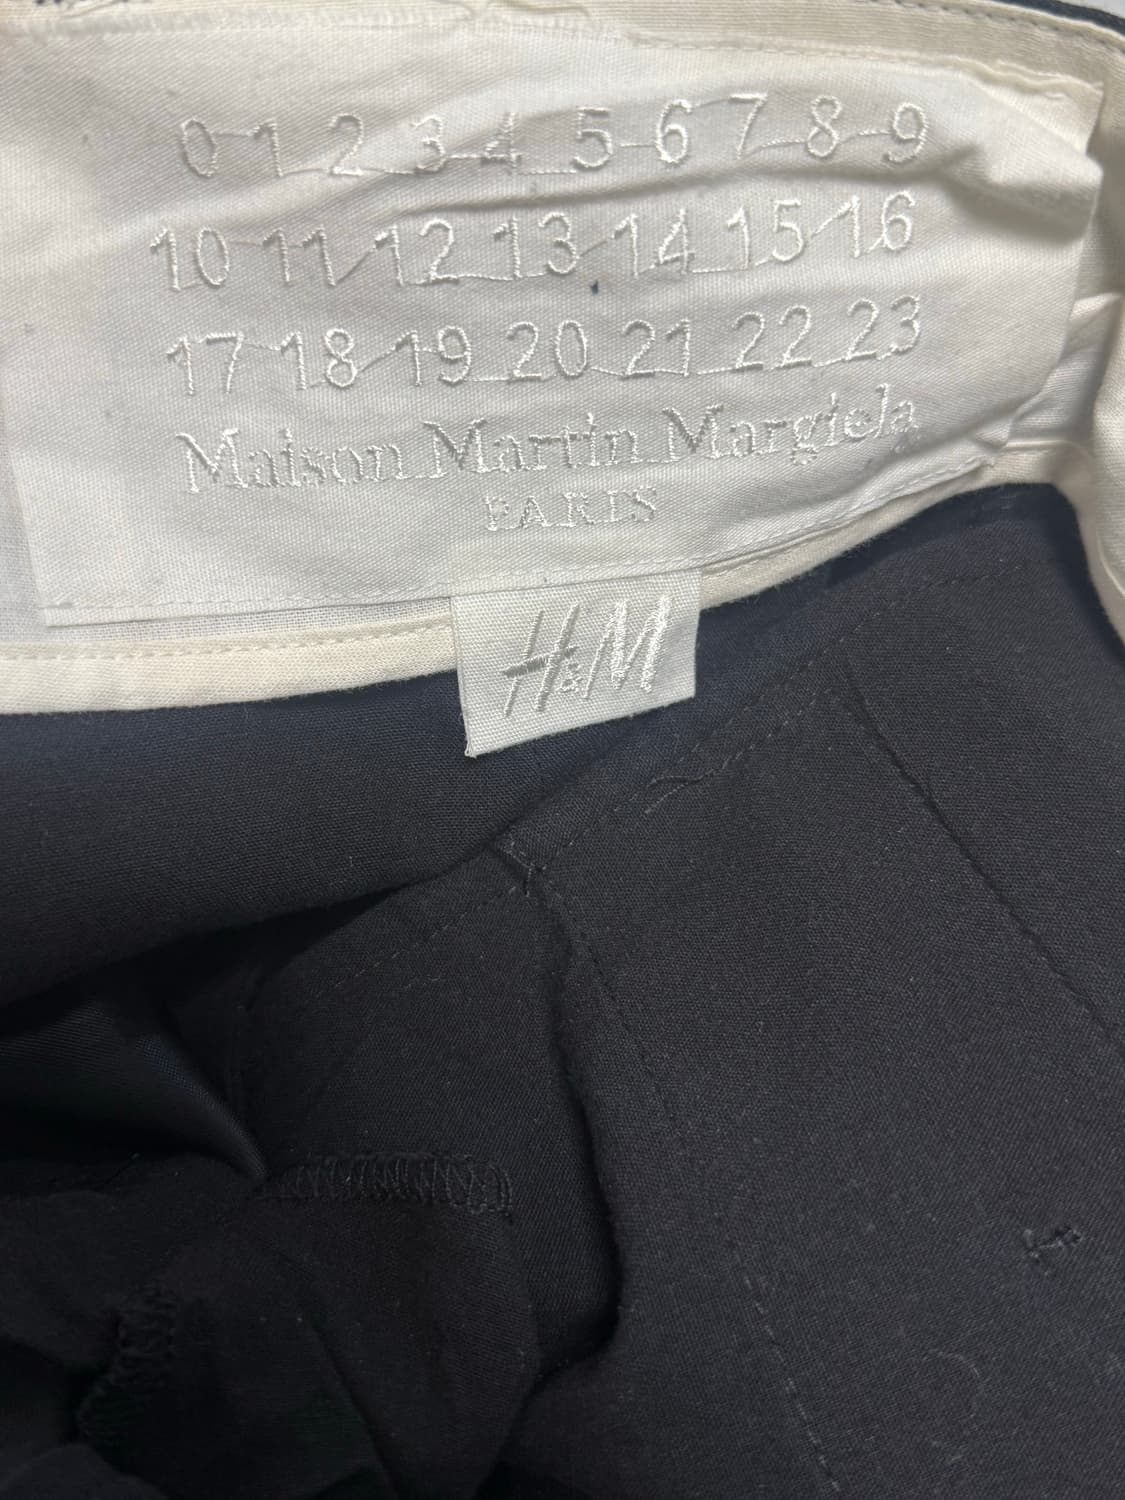 0 1 2 3 4 5 6 7 8 9
10 11 12 13 14 15 16
17 18 19 20 21 22 23
Maison Martin Margiela
PARIS
H&M